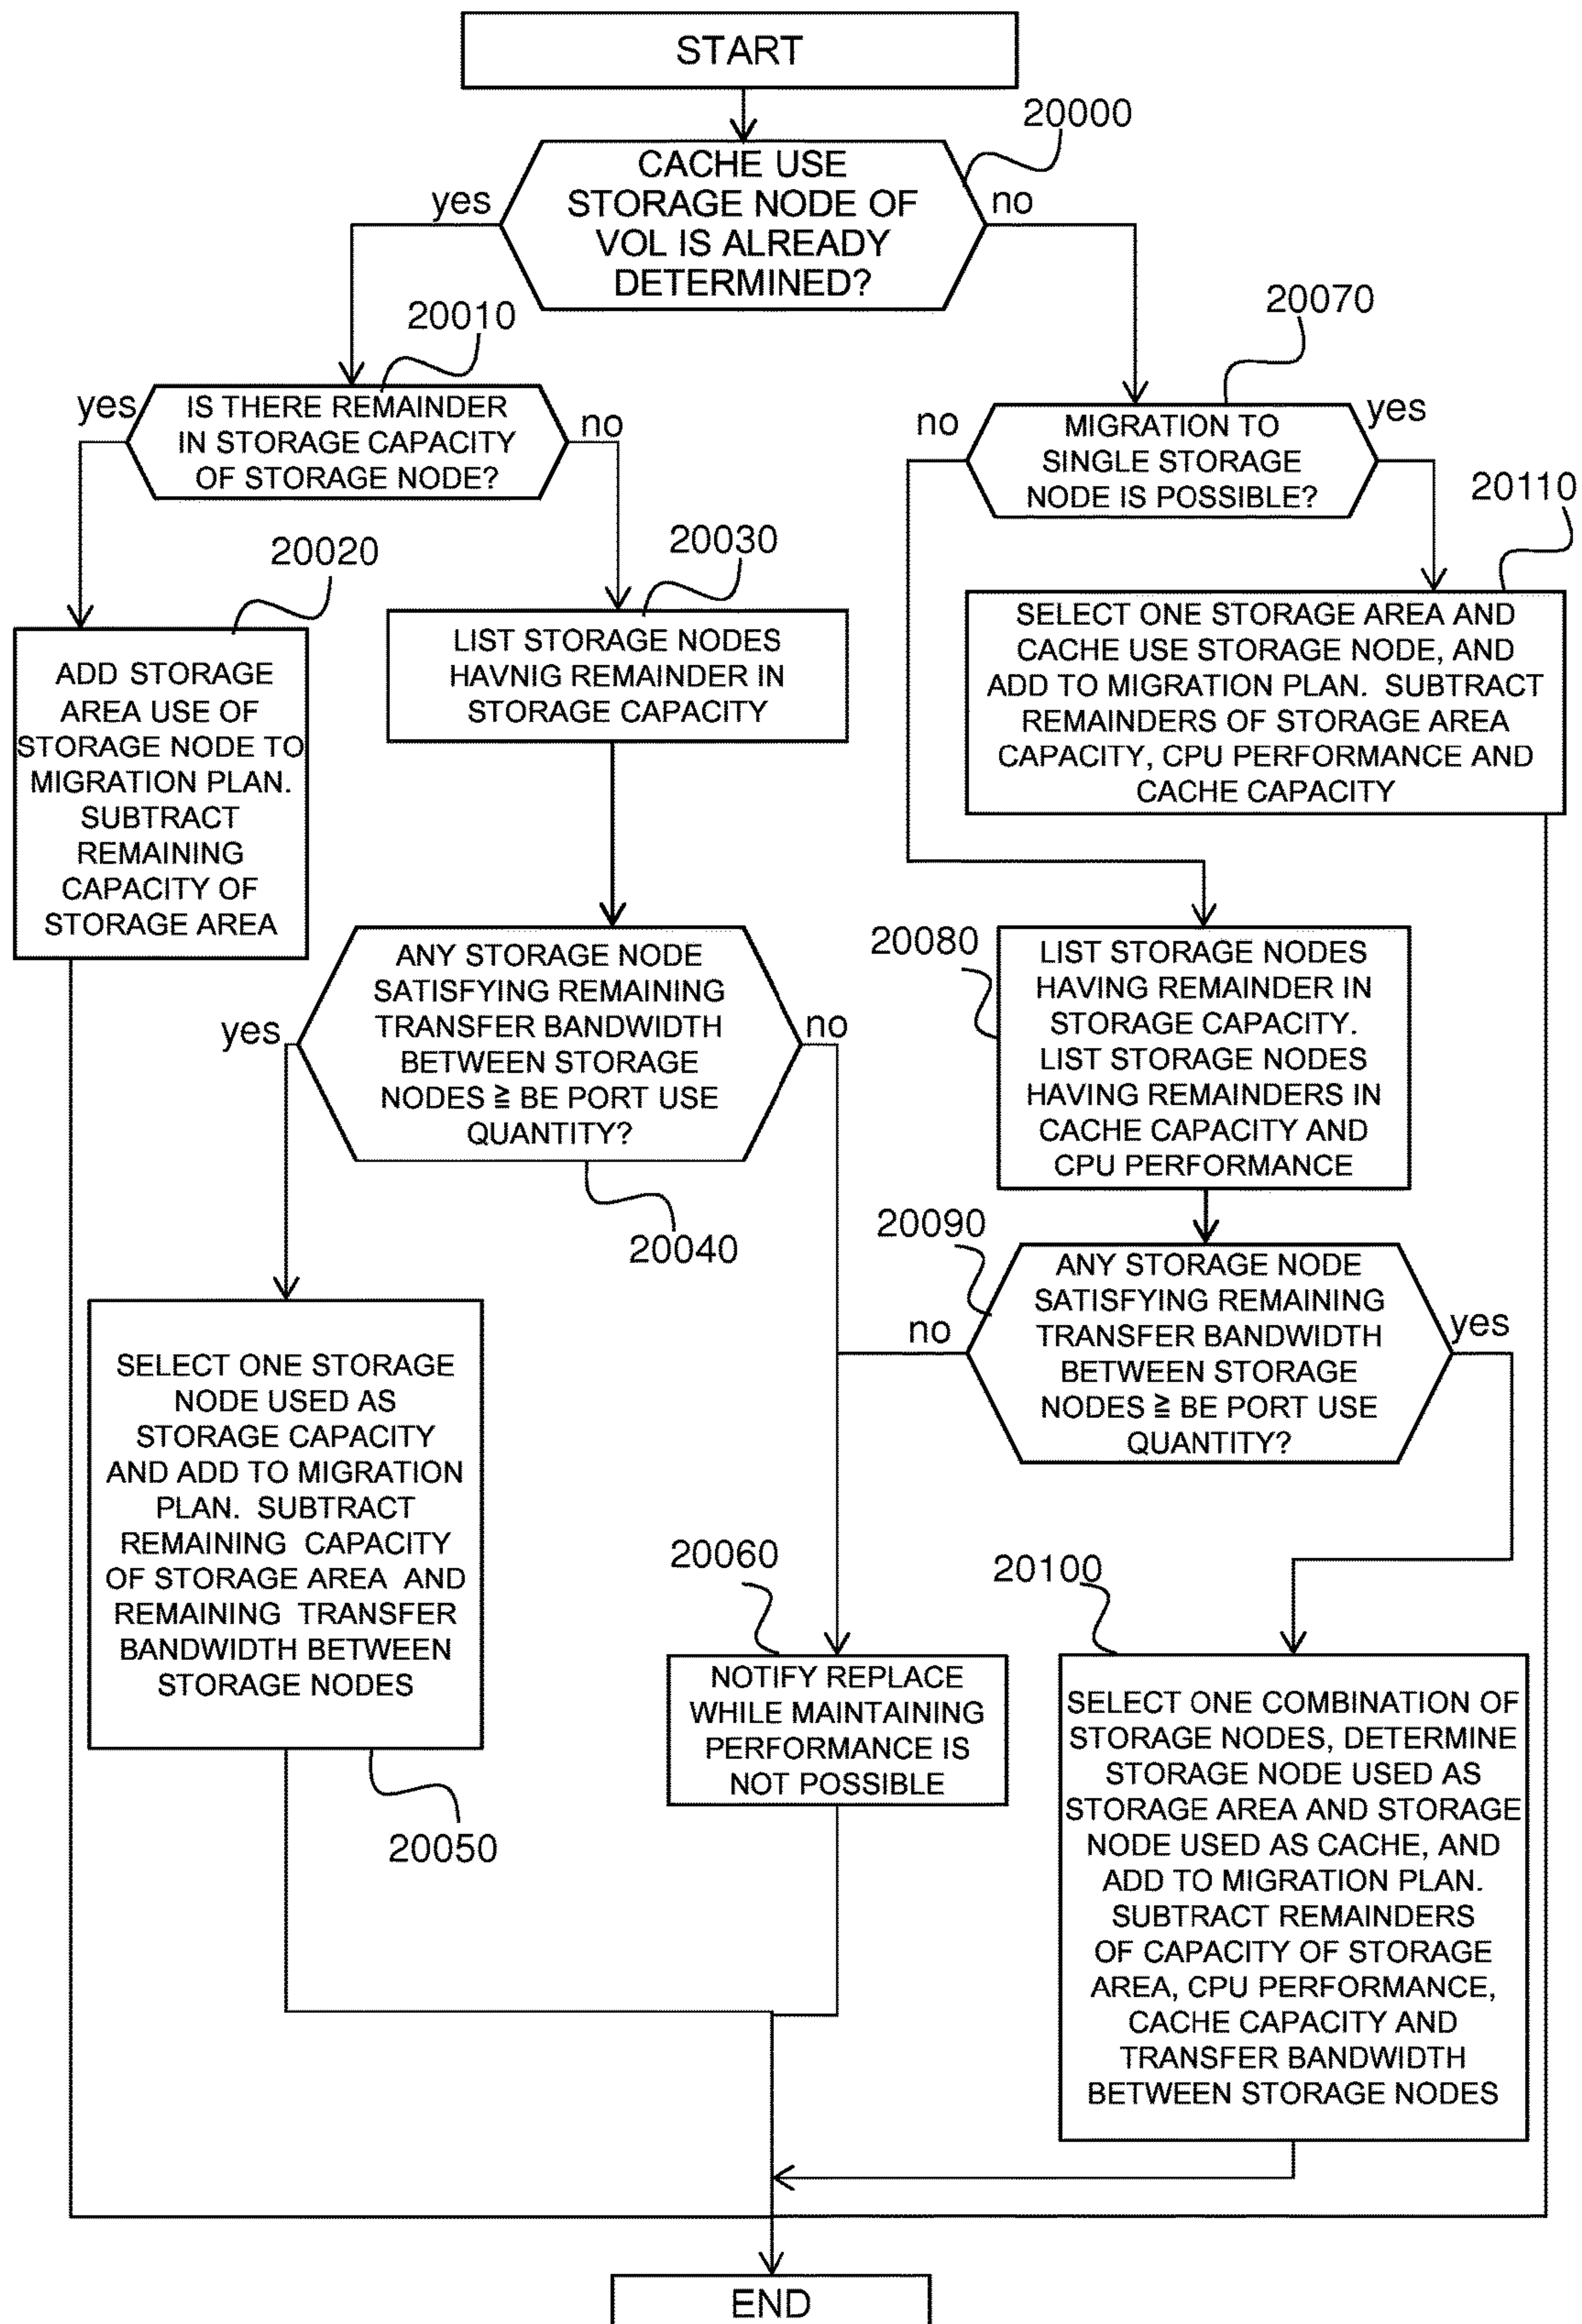 START
20000
CACHE USE
STORAGE NODE OF
VOL IS ALREADY
DETERMINED?
yes
no
20010
IS THERE REMAINDER
IN STORAGE CAPACITY
OF STORAGE NODE?
yes
no
20070
MIGRATION TO
SINGLE STORAGE
NODE IS POSSIBLE?
no
yes
20020
ADD STORAGE
AREA USE OF
STORAGE NODE TO
MIGRATION PLAN.
SUBTRACT
REMAINING
CAPACITY OF
STORAGE AREA
20030
LIST STORAGE NODES
HAVNIG REMAINDER IN
STORAGE CAPACITY
20110
SELECT ONE STORAGE AREA AND
CACHE USE STORAGE NODE, AND
ADD TO MIGRATION PLAN. SUBTRACT
REMAINDERS OF STORAGE AREA
CAPACITY, CPU PERFORMANCE AND
CACHE CAPACITY
ANY STORAGE NODE
SATISFYING REMAINING
TRANSFER BANDWIDTH
BETWEEN STORAGE
NODES ≧ BE PORT USE
QUANTITY?
yes
no
20040
20080
LIST STORAGE NODES
HAVING REMAINDER IN
STORAGE CAPACITY.
LIST STORAGE NODES
HAVING REMAINDERS IN
CACHE CAPACITY AND
CPU PERFORMANCE
20090
ANY STORAGE NODE
SATISFYING REMAINING
TRANSFER BANDWIDTH
BETWEEN STORAGE
NODES ≧ BE PORT USE
QUANTITY?
no
yes
SELECT ONE STORAGE
NODE USED AS
STORAGE CAPACITY
AND ADD TO MIGRATION
PLAN. SUBTRACT
REMAINING CAPACITY
OF STORAGE AREA AND
REMAINING TRANSFER
BANDWIDTH BETWEEN
STORAGE NODES
20050
20060
NOTIFY REPLACE
WHILE MAINTAINING
PERFORMANCE IS
NOT POSSIBLE
20100
SELECT ONE COMBINATION OF
STORAGE NODES, DETERMINE
STORAGE NODE USED AS
STORAGE AREA AND STORAGE
NODE USED AS CACHE, AND
ADD TO MIGRATION PLAN.
SUBTRACT REMAINDERS
OF CAPACITY OF STORAGE
AREA, CPU PERFORMANCE,
CACHE CAPACITY AND
TRANSFER BANDWIDTH
BETWEEN STORAGE NODES
END